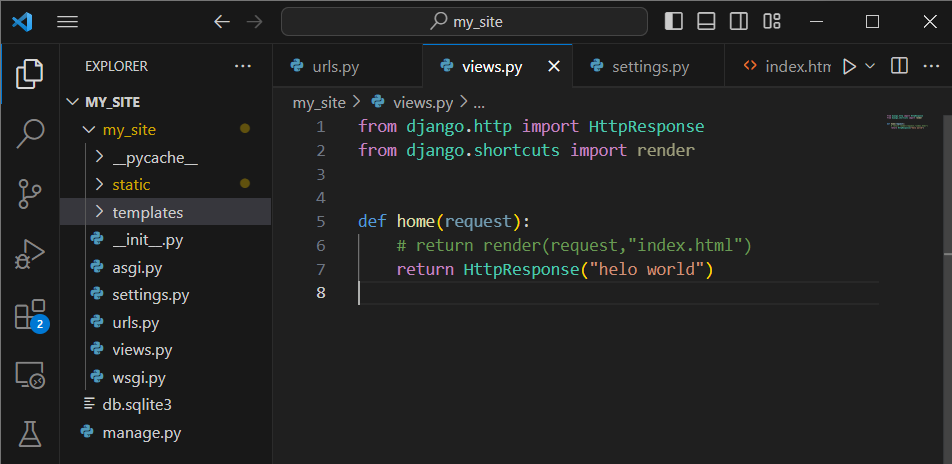 my_site
EXPLORER
urls.py
views.py
settings.py
index.htm
MY_SITE
my_site
__pycache__
static
templates
__init__.py
asgi.py
settings.py
urls.py
views.py
wsgi.py
db.sqlite3
manage.py
2
my_site > views.py > ...
1 from django.http import HttpResponse
2 from django.shortcuts import render
3
4
5 def home(request):
6 # return render(request,"index.html")
7 return HttpResponse("helo world")
8